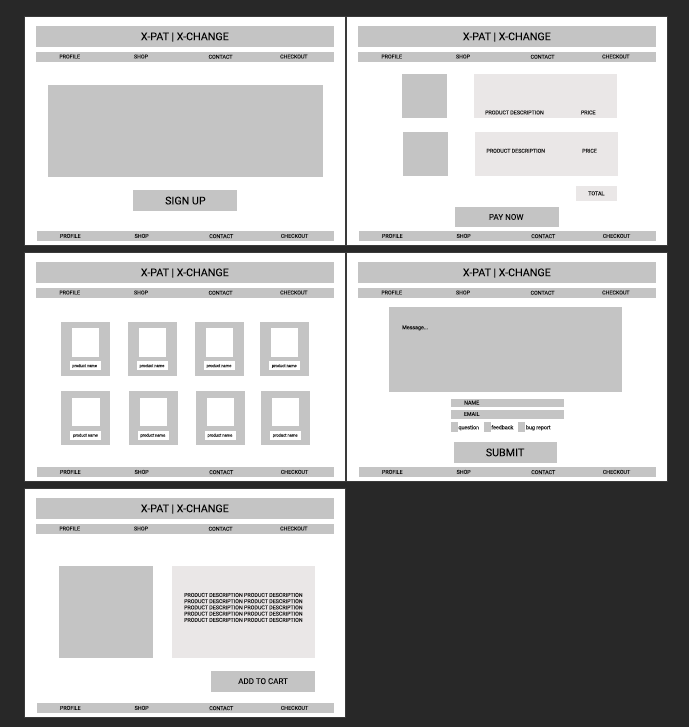 X-PAT | X-CHANGE
PROFILE SHOP CONTACT CHECKOUT
SIGN UP
PROFILE SHOP CONTACT CHECKOUT
X-PAT | X-CHANGE
PROFILE SHOP CONTACT CHECKOUT
PRODUCT DESCRIPTION PRICE
PRODUCT DESCRIPTION PRICE
TOTAL
PAY NOW
PROFILE SHOP CONTACT CHECKOUT
X-PAT | X-CHANGE
PROFILE SHOP CONTACT CHECKOUT
product name product name product name product name
product name product name product name product name
PROFILE SHOP CONTACT CHECKOUT
X-PAT | X-CHANGE
PROFILE SHOP CONTACT CHECKOUT
Message...
NAME
EMAIL
question feedback bug report
SUBMIT
PROFILE SHOP CONTACT CHECKOUT
X-PAT | X-CHANGE
PROFILE SHOP CONTACT CHECKOUT
PRODUCT DESCRIPTION PRODUCT DESCRIPTION
PRODUCT DESCRIPTION PRODUCT DESCRIPTION
PRODUCT DESCRIPTION PRODUCT DESCRIPTION
PRODUCT DESCRIPTION PRODUCT DESCRIPTION
PRODUCT DESCRIPTION PRODUCT DESCRIPTION
ADD TO CART
PROFILE SHOP CONTACT CHECKOUT